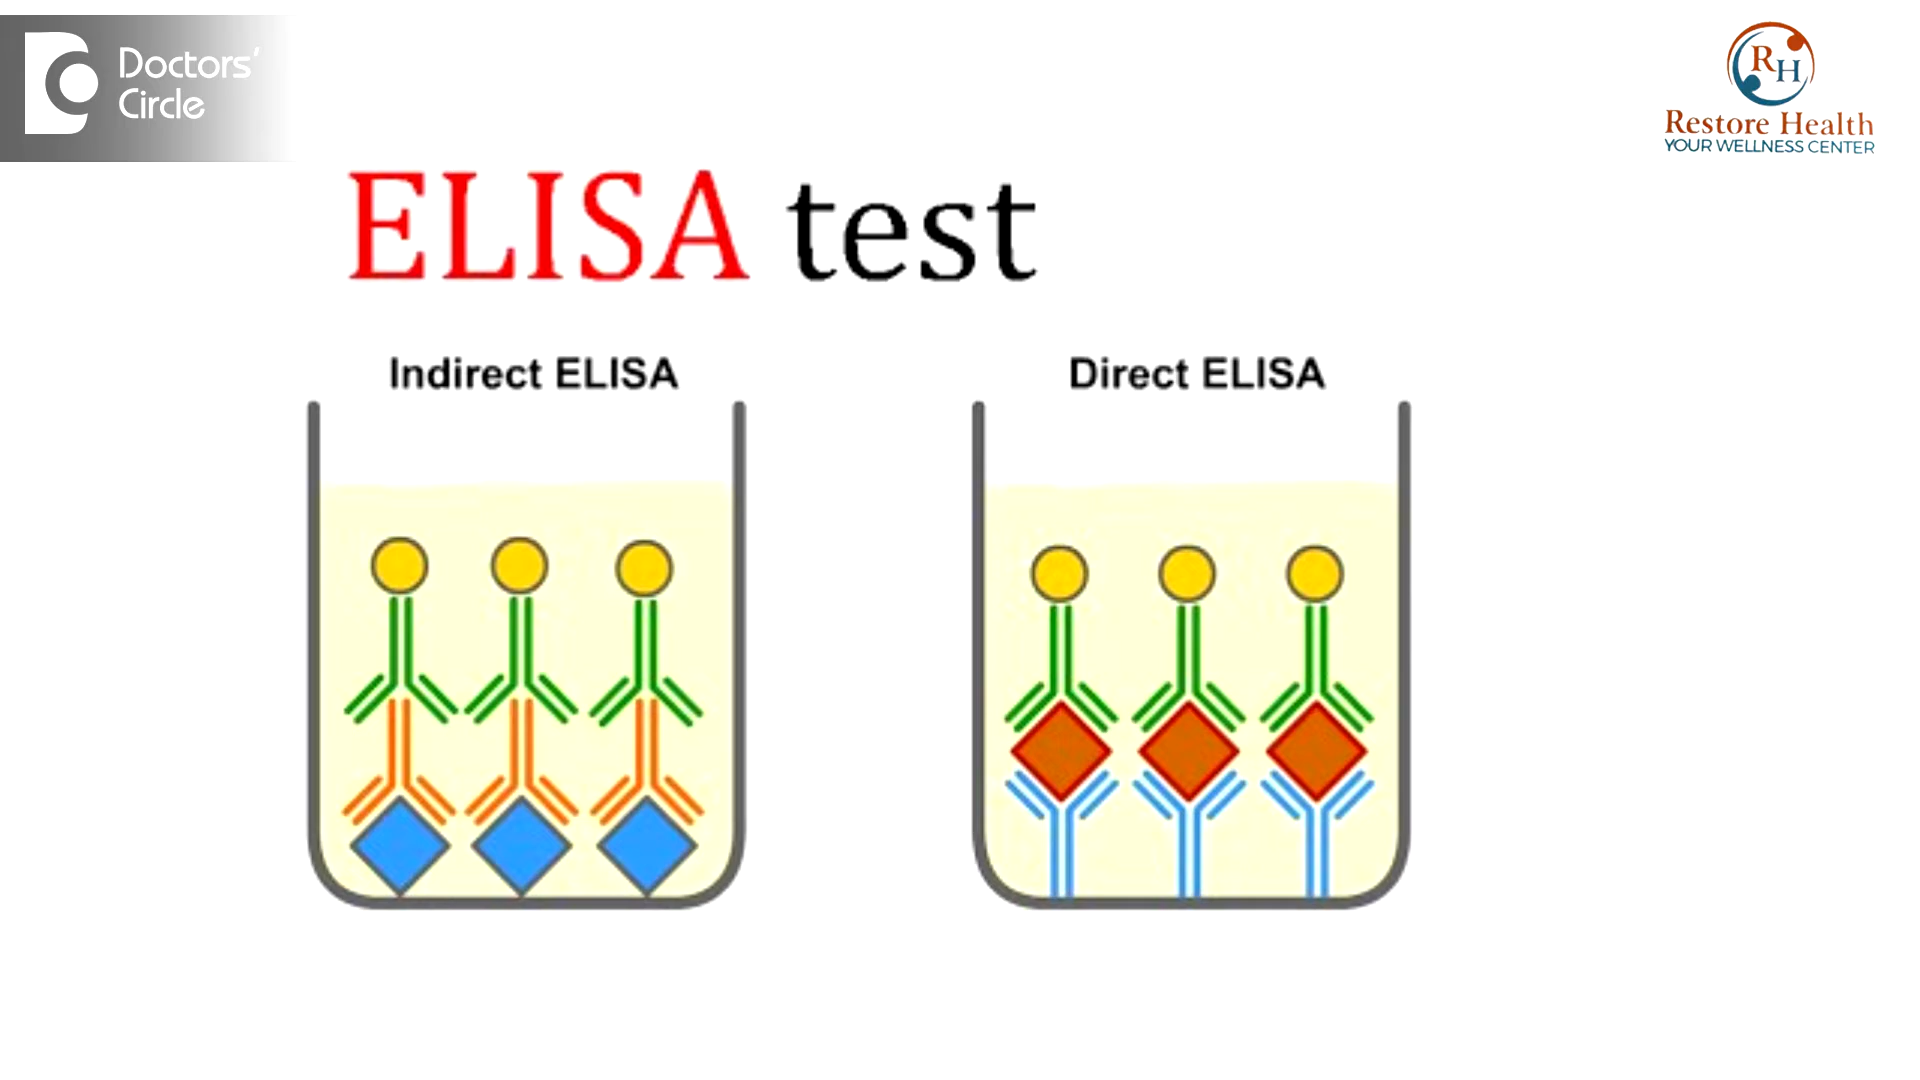 Doctors'
Circle
RH
Restore Health
YOUR WELLNESS CENTER
ELISA test
Indirect ELISA
Direct ELISA